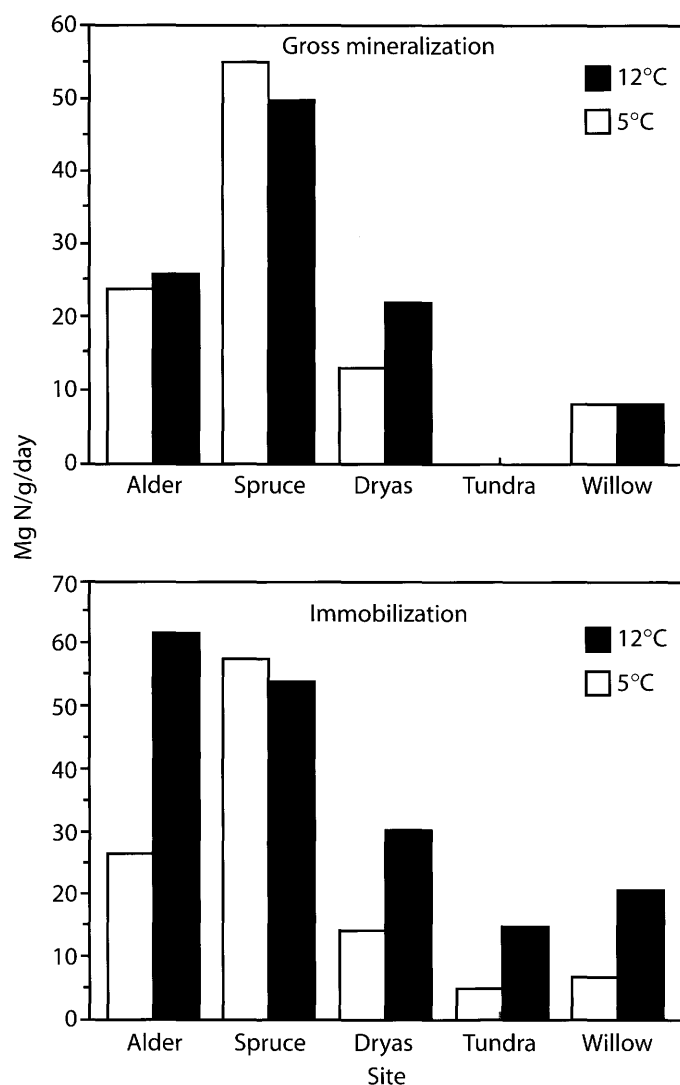 Mg N/g/day
Gross mineralization
12°C
5°C
60
50
40
30
20
10
0
Alder Spruce Dryas Tundra Willow
Immobilization
12°C
5°C
70
60
50
40
30
20
10
0
Alder Spruce Dryas Tundra Willow
Site